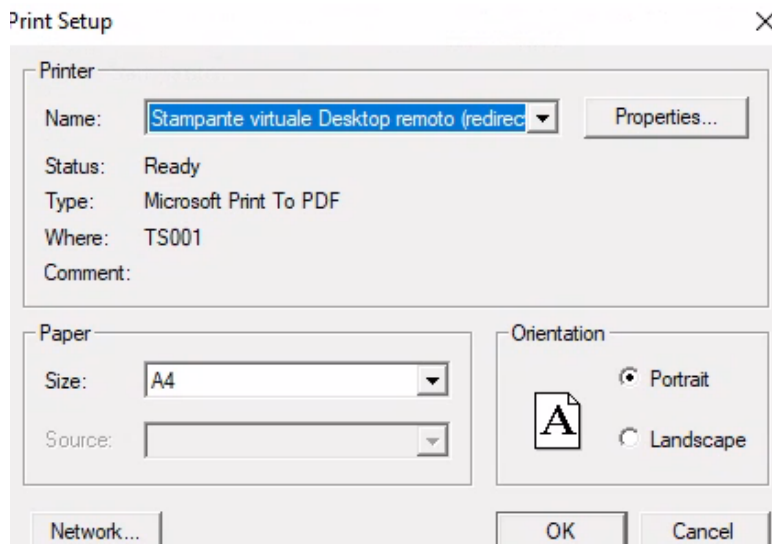 Print Setup
Printer
Name: Stampante virtuale Desktop remoto (redirec Properties...
Status: Ready
Type: Microsoft Print To PDF
Where: TS001
Comment:
Paper
Size: A4
Source:
Orientation
A
Portrait
Landscape
Network... OK Cancel